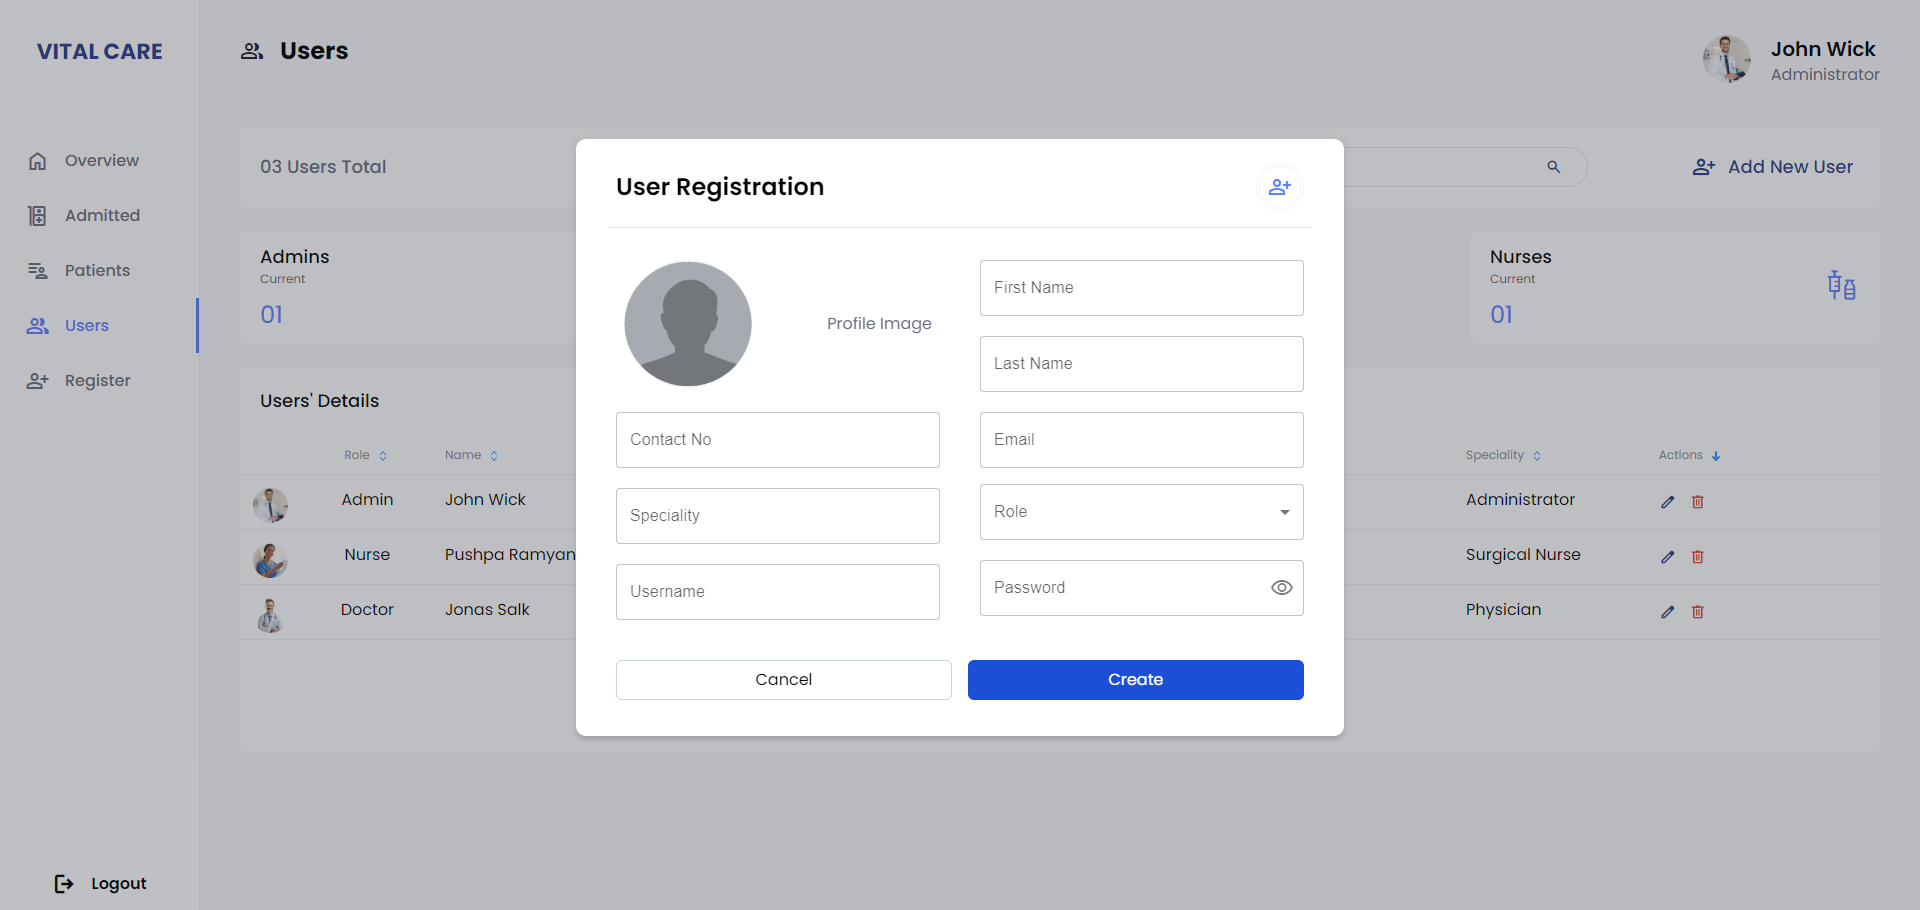 VITAL CARE
Users
John Wick
Administrator
Overview
Admitted
Patients
Users
Register
Logout
03 Users Total
Add New User
Admins
Current
01
Nurses
Current
01
Users' Details
Role Name Speciality Actions
Admin John Wick Administrator
Nurse Pushpa Ramyan Surgical Nurse
Doctor Jonas Salk Physician
User Registration
Profile Image
First Name
Last Name
Contact No
Email
Speciality
Role
Username
Password
Cancel
Create